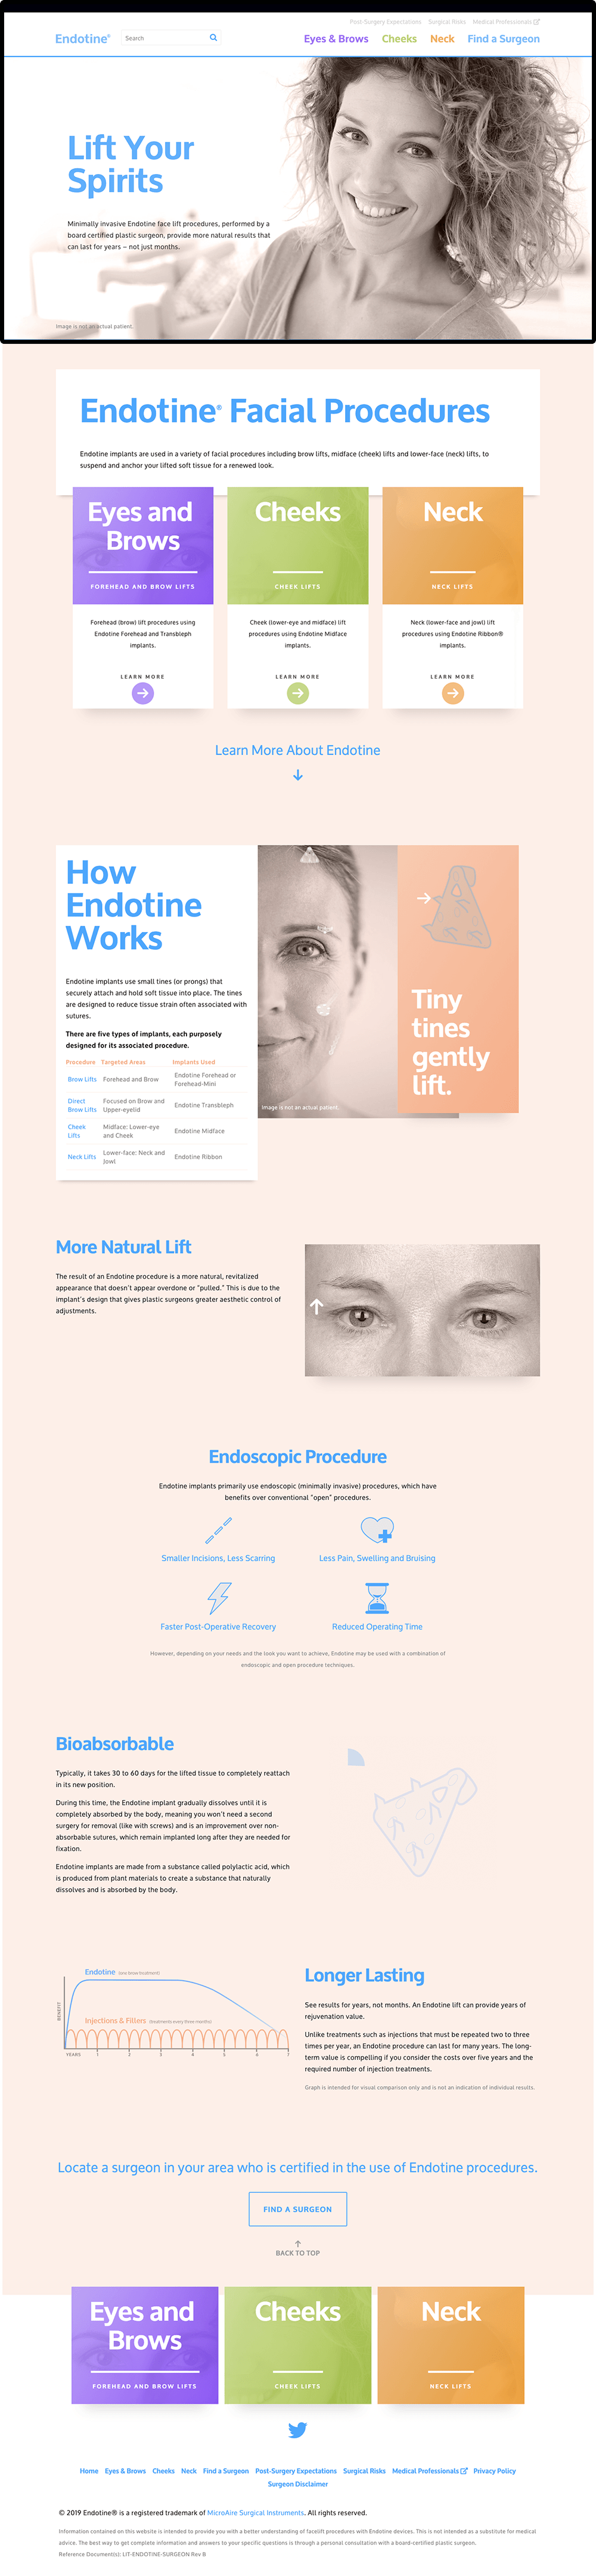 Post-Surgery Expectations Surgical Risks Medical Professionals
Endotine®
Search
Eyes & Brows Cheeks Neck Find a Surgeon
Lift Your
Spirits
Minimally invasive Endotine face lift procedures, performed by a
board certified plastic surgeon, provide more natural results that
can last for years – not just months.
Image is not an actual patient.
Endotine® Facial Procedures
Endotine implants are used in a variety of facial procedures including brow lifts, midface (cheek) lifts and lower-face (neck) lifts, to
suspend and anchor your lifted soft tissue for a renewed look.
Eyes and
Brows
FOREHEAD AND BROW LIFTS
Forehead (brow) lift procedures using
Endotine Forehead and Transbleph
implants.
LEARN MORE
Cheeks
CHEEK LIFTS
Cheek (lower-eye and midface) lift
procedures using Endotine Midface
implants.
LEARN MORE
Neck
NECK LIFTS
Neck (lower-face and jowl) lift
procedures using Endotine Ribbon®
implants.
LEARN MORE
Learn More About Endotine
How
Endotine
Works
Endotine implants use small tines (or prongs) that
securely attach and hold soft tissue into place. The tines
are designed to reduce tissue strain often associated with
sutures.
There are five types of implants, each purposely
designed for its associated procedure.
Procedure Targeted Areas Implants Used
Brow Lifts Forehead and Brow Endotine Forehead or
Forehead-Mini
Direct Focused on Brow and
Brow Lifts Upper-eyelid Endotine Transbleph
Cheek Midface: Lower-eye
Lifts and Cheek Endotine Midface
Neck Lifts Lower-face: Neck and
Jowl Endotine Ribbon
Image is not an actual patient.
Tiny
tines
gently
lift.
More Natural Lift
The result of an Endotine procedure is a more natural, revitalized
appearance that doesn't appear overdone or "pulled." This is due to the
implant's design that gives plastic surgeons greater aesthetic control of
adjustments.
Endoscopic Procedure
Endotine implants primarily use endoscopic (minimally invasive) procedures, which have
benefits over conventional "open" procedures.
Smaller Incisions, Less Scarring
Less Pain, Swelling and Bruising
Faster Post-Operative Recovery
Reduced Operating Time
However, depending on your needs and the look you want to achieve, Endotine may be used with a combination of
endoscopic and open procedure techniques.
Bioabsorbable
Typically, it takes 30 to 60 days for the lifted tissue to completely reattach
in its new position.
During this time, the Endotine implant gradually dissolves until it is
completely absorbed by the body, meaning you won't need a second
surgery for removal (like with screws) and is an improvement over non-
absorbable sutures, which remain implanted long after they are needed for
fixation.
Endotine implants are made from a substance called polylactic acid, which
is produced from plant materials to create a substance that naturally
dissolves and is absorbed by the body.
Endotine (one-time treatment)
Injections & Fillers (treatments every three months)
BENEFIT
YEARS 1 2 3 4 5 6 7
Longer Lasting
See results for years, not months. An Endotine lift can provide years of
rejuvenation value.
Unlike treatments such as injections that must be repeated two to three
times per year, an Endotine procedure can last for many years. The long-
term value is compelling if you consider the costs over five years and the
required number of injection treatments.
Graph is intended for visual comparison only and is not an indication of individual results.
Locate a surgeon in your area who is certified in the use of Endotine procedures.
FIND A SURGEON
BACK TO TOP
Eyes and
Brows
FOREHEAD AND BROW LIFTS
Cheeks
CHEEK LIFTS
Neck
NECK LIFTS
Home Eyes & Brows Cheeks Neck Find a Surgeon Post-Surgery Expectations Surgical Risks Medical Professionals Privacy Policy
Surgeon Disclaimer
© 2019 Endotine® is a registered trademark of MicroAire Surgical Instruments. All rights reserved.
Information contained on this website is intended to provide you with a better understanding of facelift procedures with Endotine devices. This is not intended as a substitute for medical
advice. The best way to get complete information and answers to your specific questions is through a personal consultation with a board-certified plastic surgeon.
Reference Document(s): LIT-ENDOTINE-SURGEON Rev B